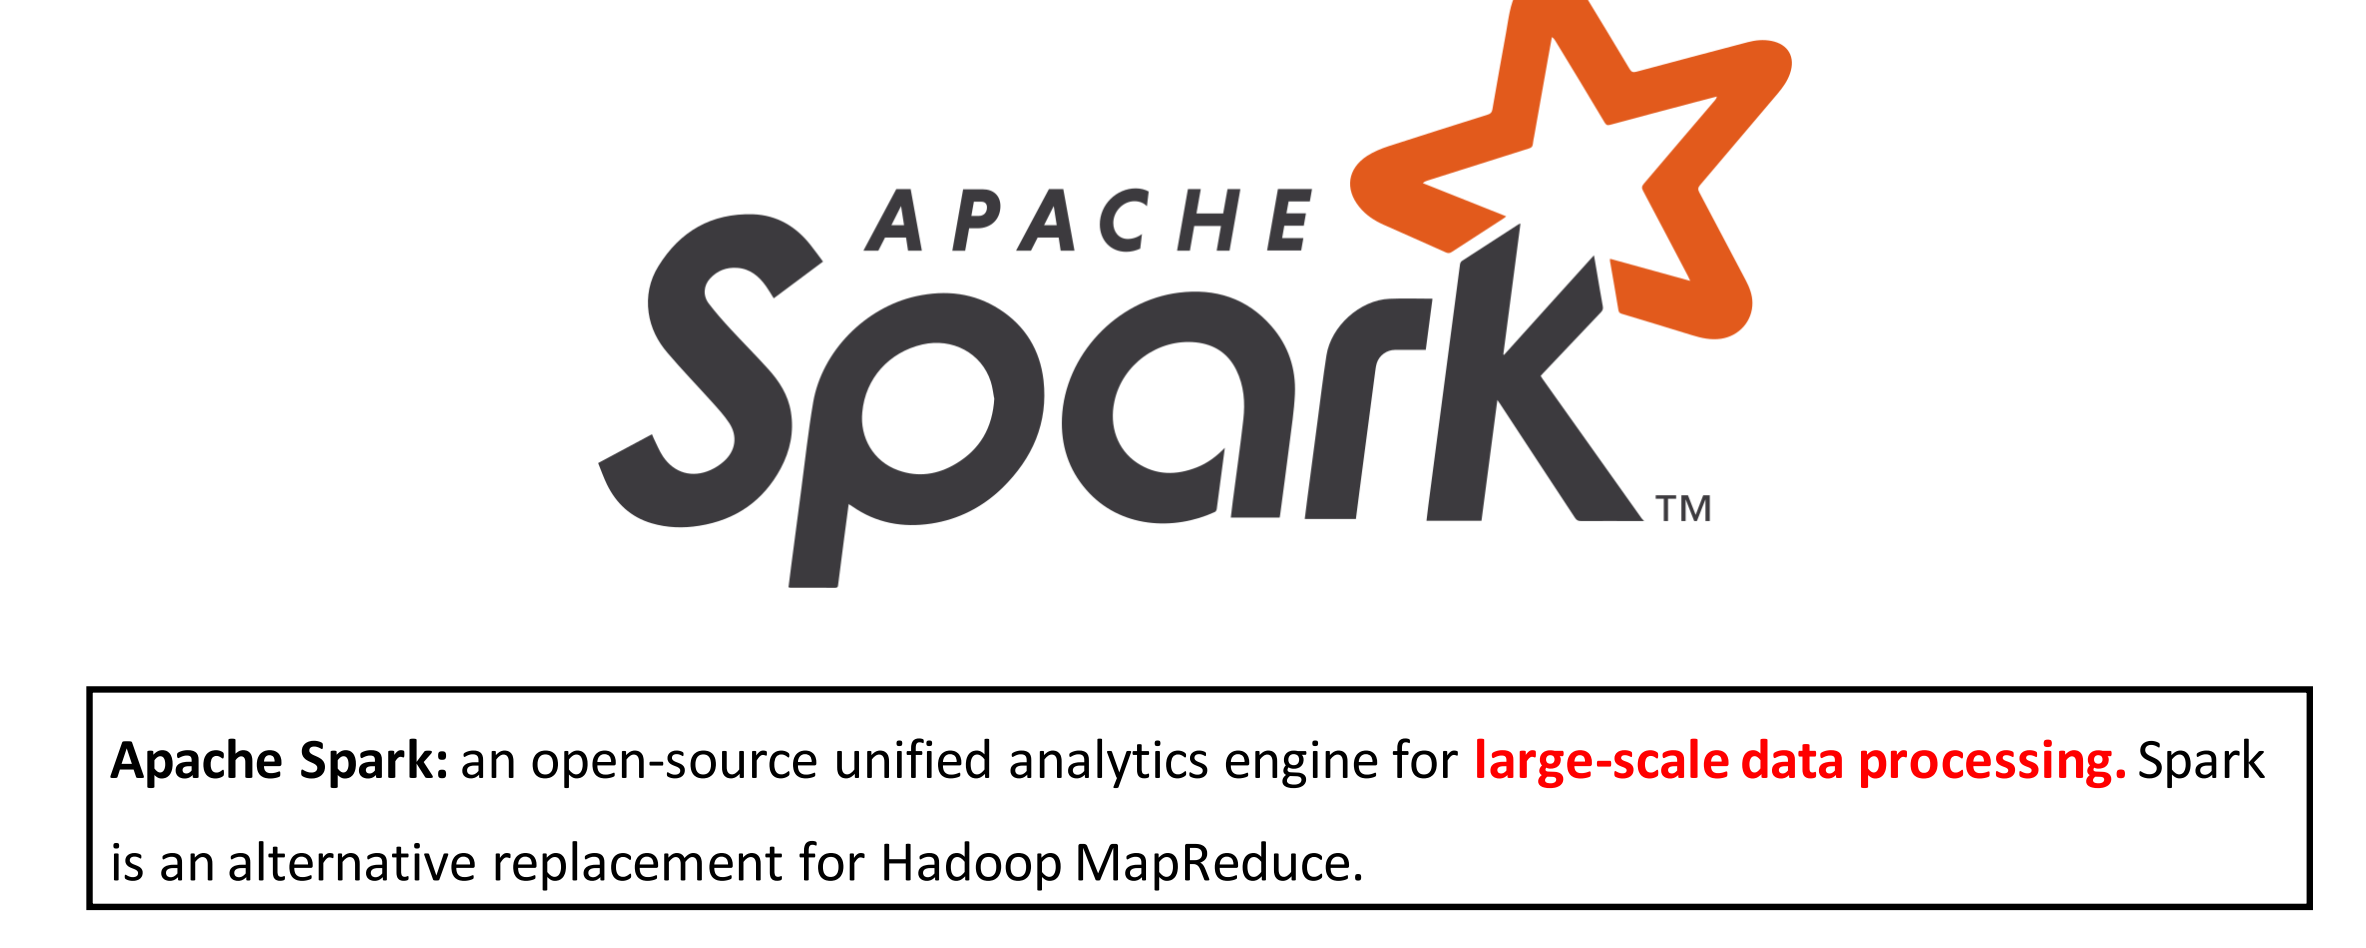 APACHE
Spark TM
Apache Spark: an open-source unified analytics engine for large-scale data processing. Spark
is an alternative replacement for Hadoop MapReduce.